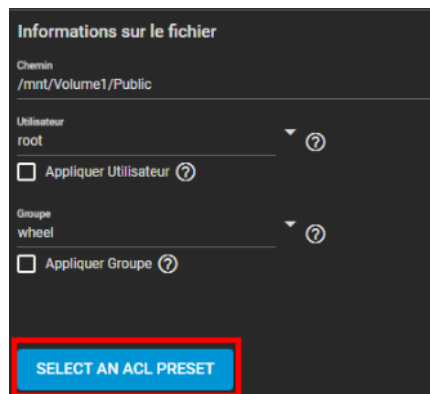 Informations sur le fichier
Chemin
/mnt/Volume1/Public
Utilisateur
root
Appliquer Utilisateur
Groupe
wheel
Appliquer Groupe
SELECT AN ACL PRESET